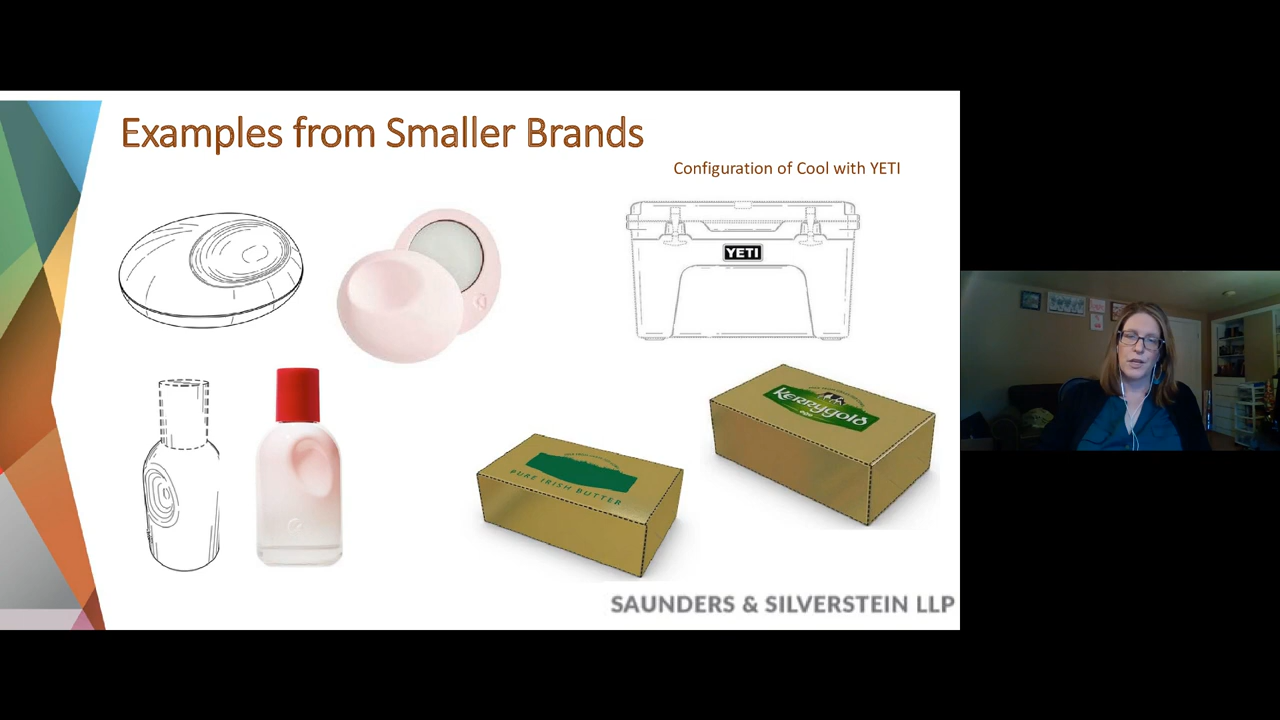 Examples from Smaller Brands
Configuration of Cool with YETI
YETI
Kerrygold
PURE IRISH BUTTER
SAUNDERS & SILVERSTEIN LLP